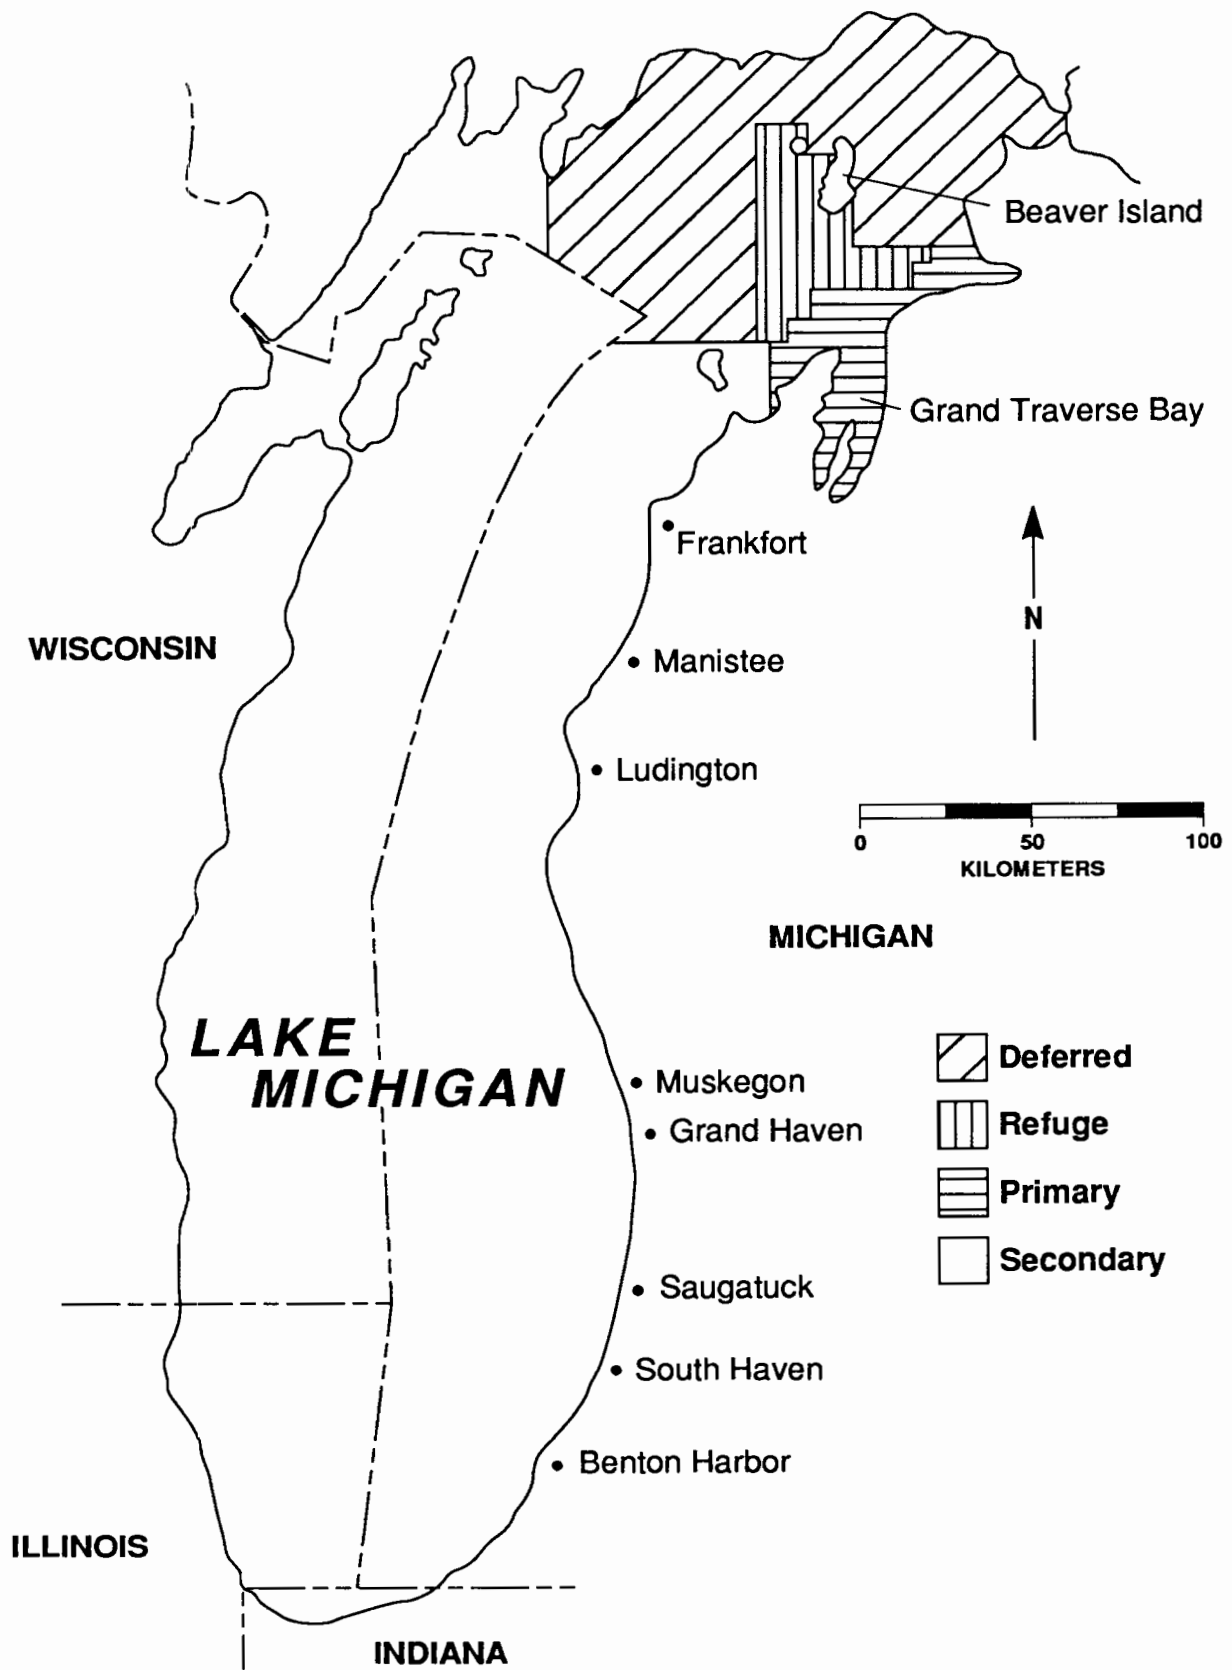 Beaver Island
Grand Traverse Bay
Frankfort
N
WISCONSIN
Manistee
Ludington
0 50 100
KILOMETERS
MICHIGAN
LAKE
MICHIGAN
Deferred
Muskegon
Refuge
Grand Haven
Primary
Secondary
Saugatuck
South Haven
Benton Harbor
ILLINOIS
INDIANA